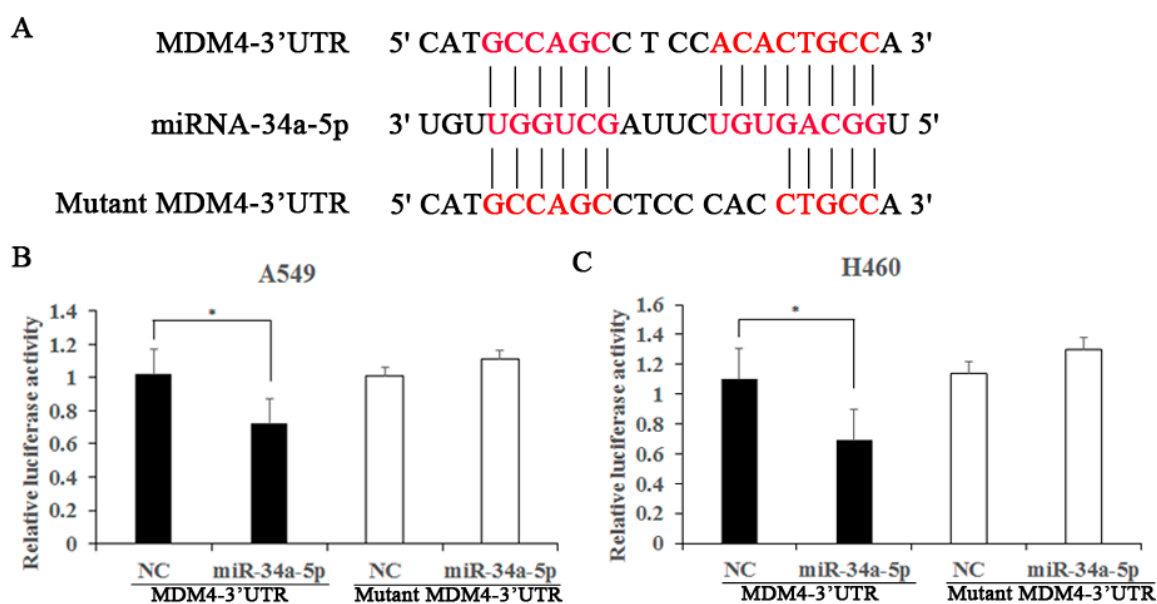 A
MDM4-3’UTR 5' CATGCCAGCC T CCACACTGCCA 3'
miRNA-34a-5p 3' UGUUGGUCGAUUCUGUGACGGU 5'
Mutant MDM4-3’UTR 5' CATGCCAGCCTCC CAC CTGCCA 3'
B
A549
Relative luciferase activity
1.4
1.2
1
0.8
0.6
0.4
0.2
0
*
NC miR-34a-5p NC miR-34a-5p
MDM4-3’UTR Mutant MDM4-3’UTR
C
H460
Relative luciferase activity
1.6
1.4
1.2
1
0.8
0.6
0.4
0.2
0
*
NC miR-34a-5p NC miR-34a-5p
MDM4-3’UTR Mutant MDM4-3’UTR